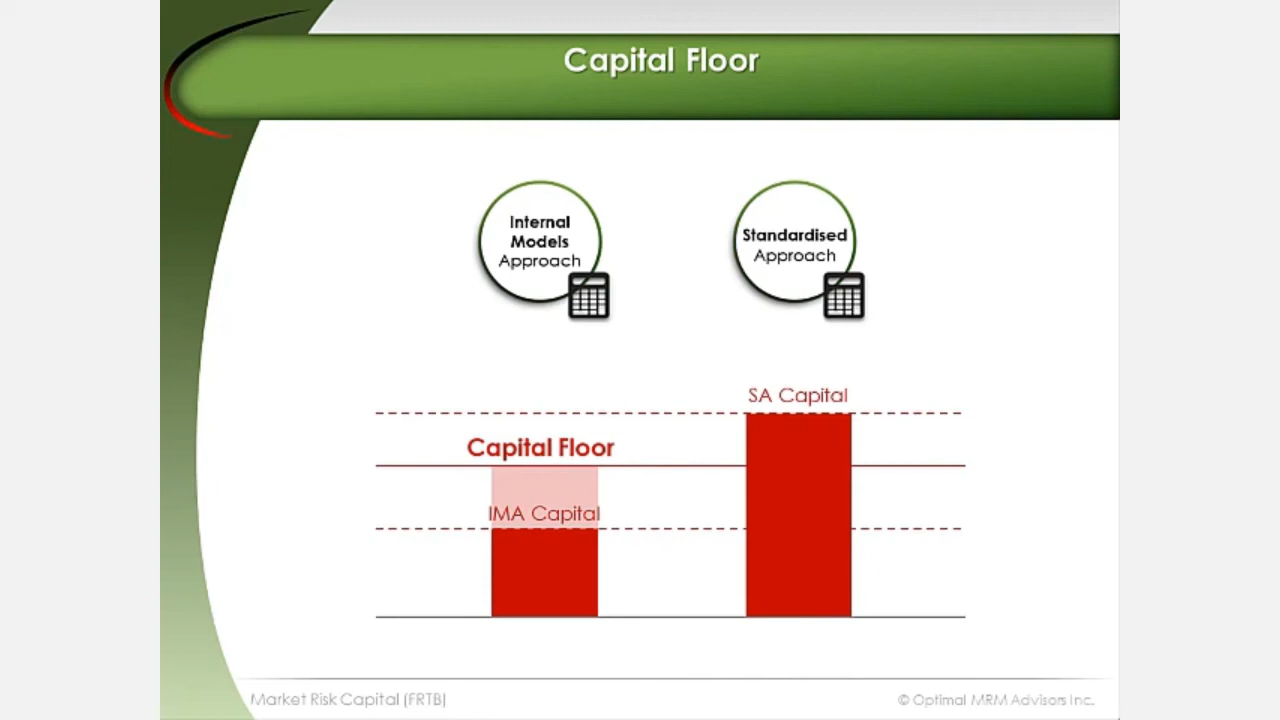 Capital Floor
Internal
Models
Approach
Standardised
Approach
SA Capital
Capital Floor
IMA Capital
Market Risk Capital (FRTB)
© Optimal MRM Advisors Inc.